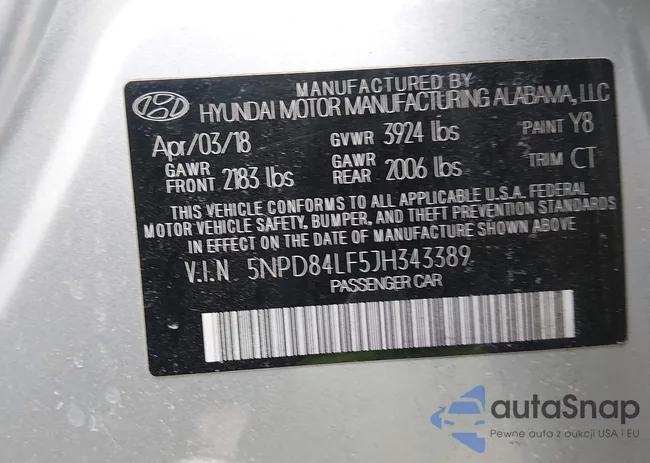 MANUFACTURED BY
HYUNDAI MOTOR MANUFACTURING ALABAMA, LLC
Apr/03/18 GVWR 3924 lbs PAINT Y8
GAWR FRONT 2183 lbs GAWR REAR 2006 lbs TRIM CT
THIS VEHICLE CONFORMS TO ALL APPLICABLE U.S.A. FEDERAL
MOTOR VEHICLE SAFETY, BUMPER, AND THEFT PREVENTION STANDARDS
IN EFFECT ON THE DATE OF MANUFACTURE SHOWN ABOVE
V.I.N 5NPD84LF5JH343389
PASSENGER CAR
autaSnap
Pewne auta z aukcji USA i EU